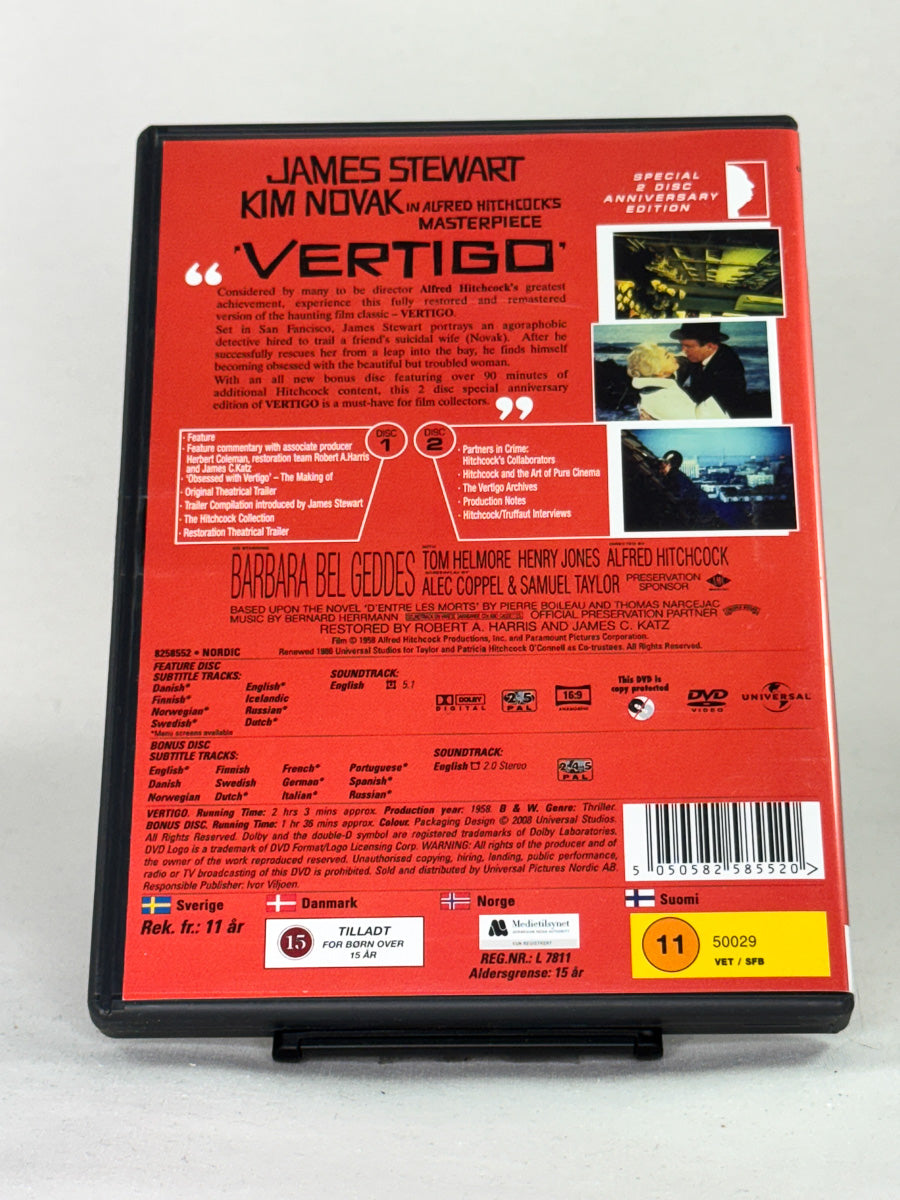 JAMES STEWART
KIM NOVAK IN ALFRED HITCHCOCK'S
MASTERPIECE
'VERTIGO'
SPECIAL
2 DISC
ANNIVERSARY
EDITION
“
Considered by many to be director Alfred Hitchcock's greatest
achievement, experience this fully restored and remastered
version of the haunting film classic – VERTIGO.
Set in San Fancisco, James Stewart portrays an agoraphobic
detective hired to trail a friend's suicidal wife (Novak). After he
successfully rescues her from a leap into the bay, he finds himself
becoming obsessed with the beautiful but troubled woman.
With an all new bonus disc featuring over 90 minutes of
additional Hitchcock content, this 2 disc special anniversary
edition of VERTIGO is a must-have for film collectors. ”
DISC 1
· Feature
· Feature commentary with associate producer
Herbert Coleman, restoration team Robert A.Harris
and James C.Katz
· 'Obsessed with Vertigo' – The Making of
· Original Theatrical Trailer
· Trailer Compilation introduced by James Stewart
· The Hitchcock Collection
· Restoration Theatrical Trailer
DISC 2
· Partners in Crime:
Hitchcock's Collaborators
· Hitchcock and the Art of Pure Cinema
· The Vertigo Archives
· Production Notes
· Hitchcock/Truffaut Interviews
CO-STARRING
BARBARA BEL GEDDES
WITH
TOM HELMORE HENRY JONES
DIRECTED BY
ALFRED HITCHCOCK
SCREENPLAY BY
ALEC COPPEL & SAMUEL TAYLOR
PRESERVATION
SPONSOR
BASED UPON THE NOVEL 'D'ENTRE LES MORTS' BY PIERRE BOILEAU AND THOMAS NARCEJAC
MUSIC BY BERNARD HERRMANN OFFICIAL PRESERVATION PARTNER
RESTORED BY ROBERT A. HARRIS AND JAMES C. KATZ
Film © 1958 Alfred Hitchcock Productions, Inc. and Paramount Pictures Corporation.
Renewed 1986 Universal Studios for Taylor and Patricia Hitchcock O'Connell as Co-trustees. All Rights Reserved.
8258552 • NORDIC
FEATURE DISC
SUBTITLE TRACKS:
Danish* English*
Finnish* Icelandic
Norwegian* Russian*
Swedish* Dutch*
*Menu screens available
SOUNDTRACK:
English 5.1
DOLBY
DIGITAL
2 4 5
PAL
16:9
ANAMORPHIC
This DVD is
copy protected
DVD
VIDEO
UNIVERSAL
BONUS DISC
SUBTITLE TRACKS:
English* Finnish French* Portuguese*
Danish Swedish German* Spanish*
Norwegian Dutch* Italian* Russian*
SOUNDTRACK:
English 2.0 Stereo
2 4 5
PAL
VERTIGO. Running Time: 2 hrs 3 mins approx. Production year: 1958. B & W. Genre: Thriller.
BONUS DISC. Running Time: 1 hr 36 mins approx. Colour. Packaging Design © 2008 Universal Studios.
All Rights Reserved. Dolby and the double-D symbol are registered trademarks of Dolby Laboratories.
DVD Logo is a trademark of DVD Format/Logo Licensing Corp. WARNING: All rights of the producer and of
the owner of the work reproduced reserved. Unauthorised copying, hiring, lending, public performance,
radio or TV broadcasting of this DVD is prohibited. Sold and distributed by Universal Pictures Nordic AB.
Responsible Publisher: Ivor Viljoen.
5 050582 585520 >
Sverige
Rek. fr.: 11 år
Danmark
15
TILLADT
FOR BØRN OVER
15 ÅR
Norge
Medietilsynet
NORWEGIAN MEDIA AUTHORITY
KUN REGISTRERT
REG.NR.: L 7811
Aldersgrense: 15 år
Suomi
11
50029
VET / SFB